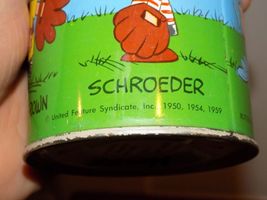 SCHROEDER
© United Feature Syndicate, Inc. 1950, 1954, 1959